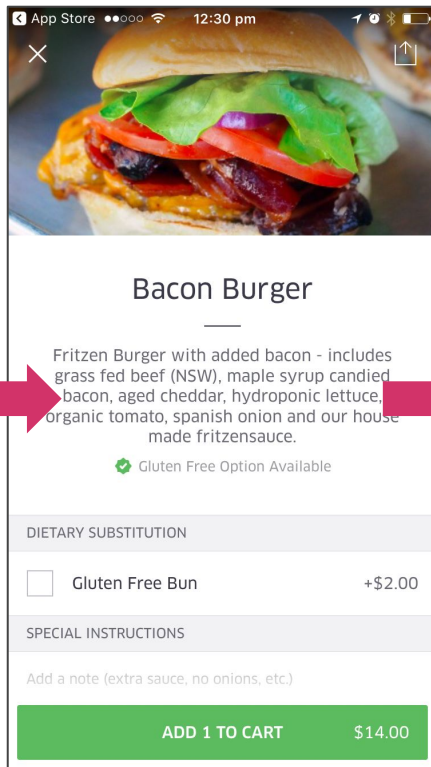 App Store
12:30 pm
Bacon Burger
Fritzen Burger with added bacon - includes
grass fed beef (NSW), maple syrup candied
bacon, aged cheddar, hydroponic lettuce,
organic tomato, spanish onion and our house
made fritzensauce.
Gluten Free Option Available
DIETARY SUBSTITUTION
Gluten Free Bun +$2.00
SPECIAL INSTRUCTIONS
Add a note (extra sauce, no onions, etc.)
ADD 1 TO CART $14.00